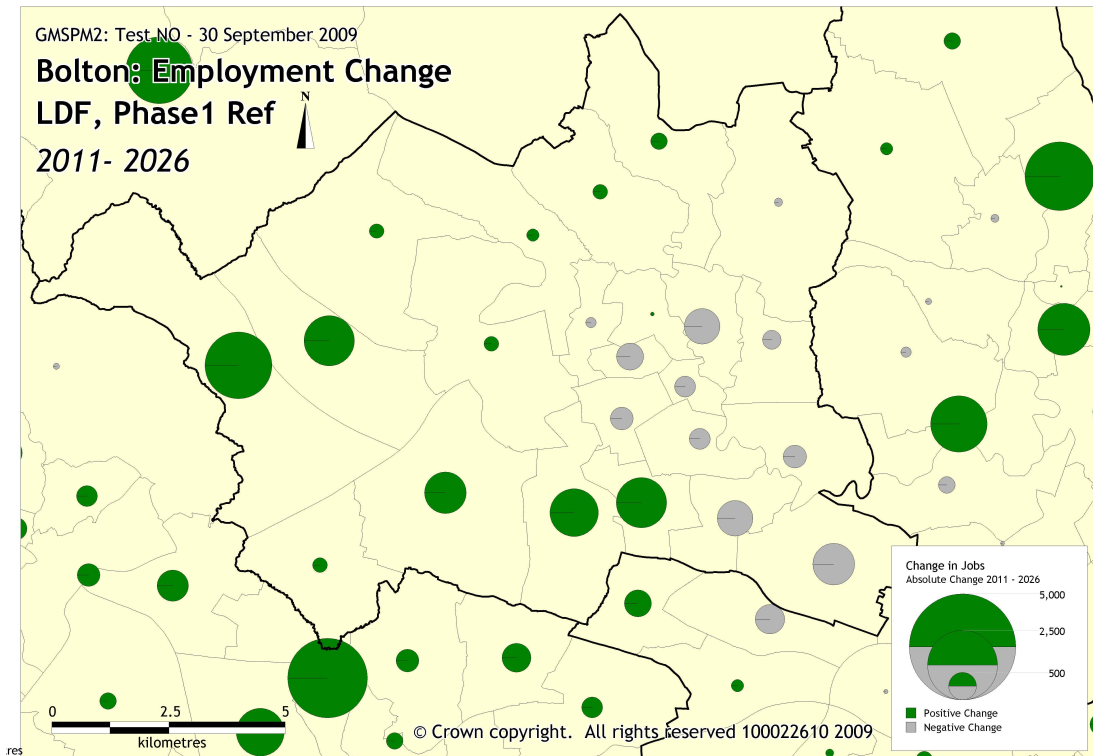 GMSPM2: Test NO - 30 September 2009
Bolton: Employment Change
LDF, Phase1 Ref
2011- 2026
N
Change in Jobs
Absolute Change 2011 - 2026
5,000
2,500
500
Positive Change
Negative Change
0 2.5 5
kilometres
© Crown copyright. All rights reserved 100022610 2009
.res